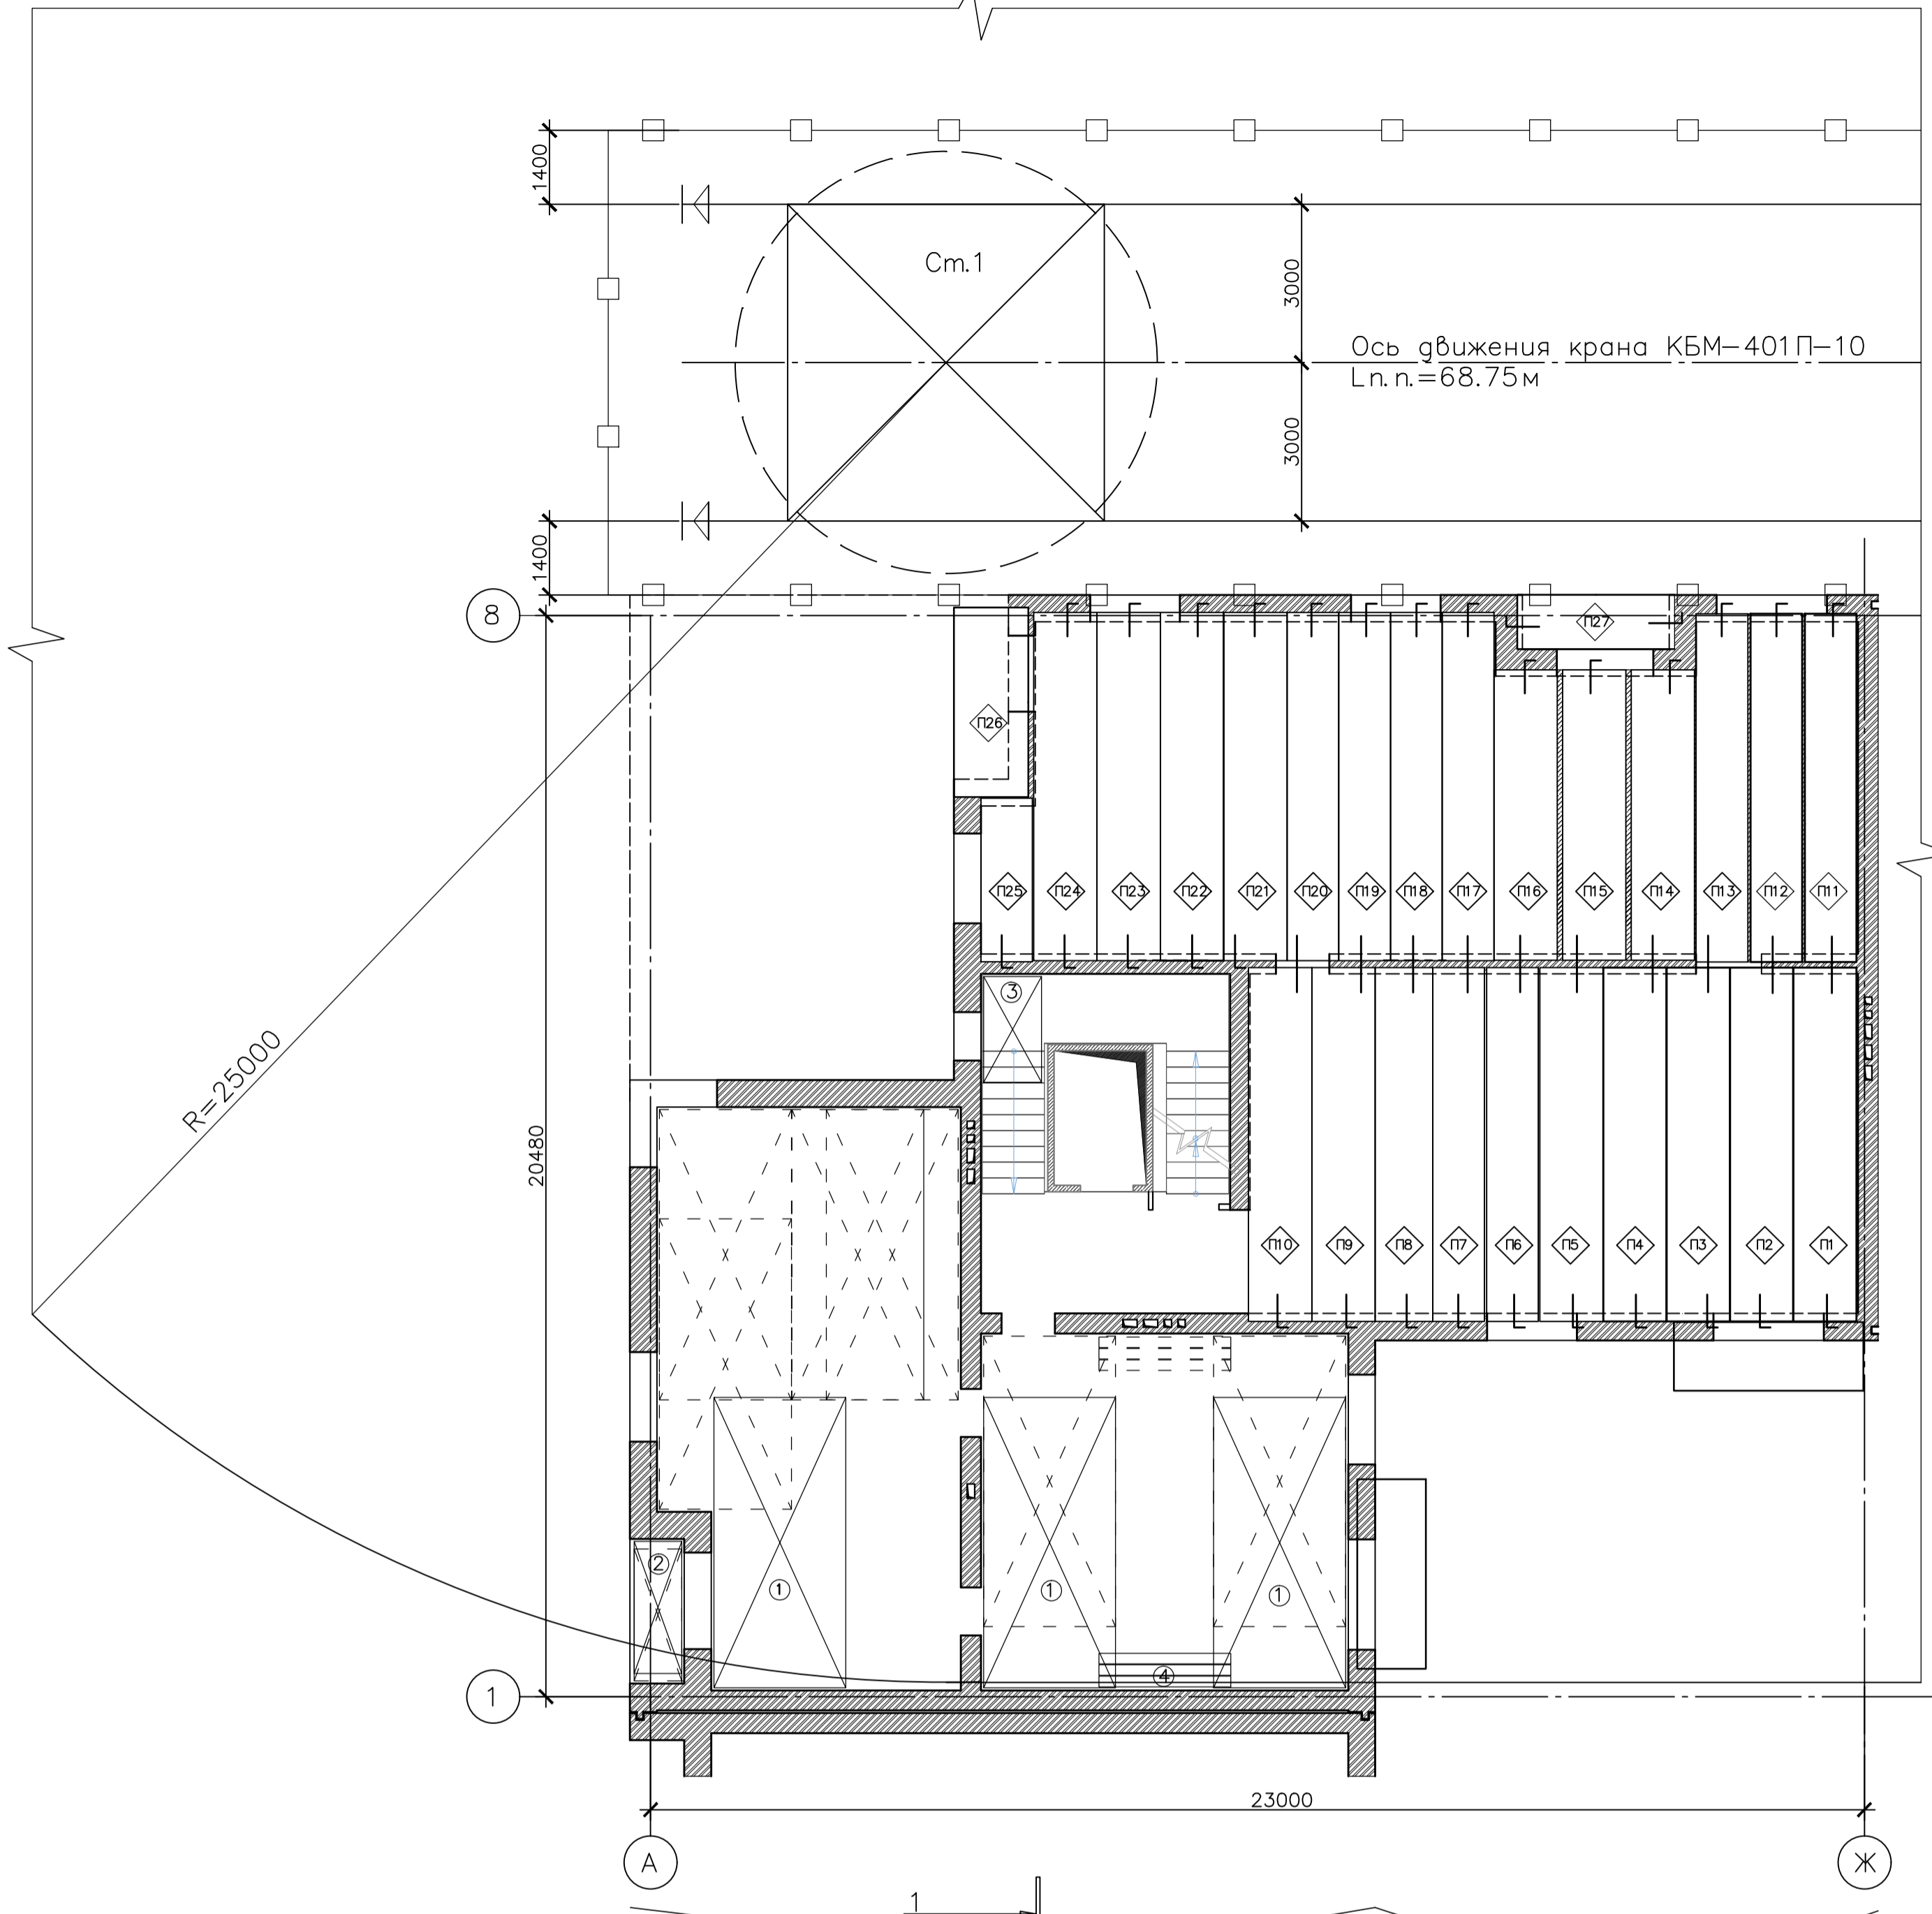 1400
Ст.1
3000
Ось движения крана КБМ-401П-10
Lп.п.=68.75м
3000
1400
8
П27
П26
П25
П24
П23
П22
П21
П20
П19
П18
П17
П16
П15
П14
П13
П12
П11
3
R=25000
20480
П10
П9
П8
П7
П6
П5
П4
П3
П2
П1
2
1
1
1
4
1
23000
А
Ж
1